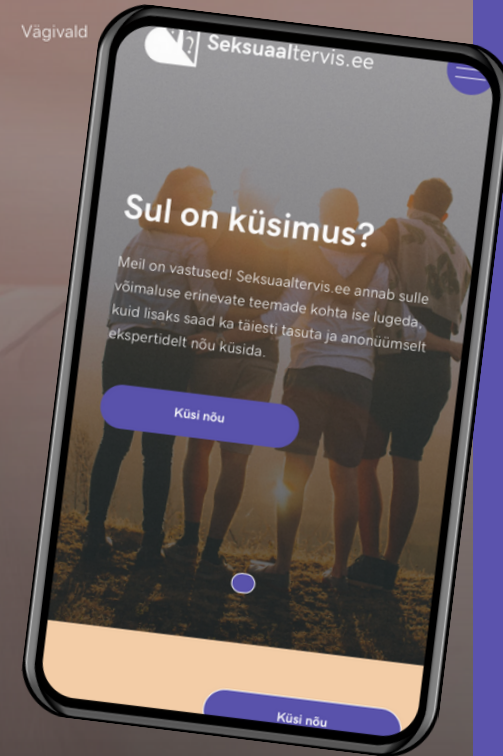 Vägivald
Seksuaaltervis.ee
Sul on küsimus?
Meil on vastused! Seksuaaltervis.ee annab sulle
võimaluse erinevate teemade kohta ise lugeda,
kuid lisaks saad ka täiesti tasuta ja anonüümselt
ekspertidelt nõu küsida.
Küsi nõu
Küsi nõu